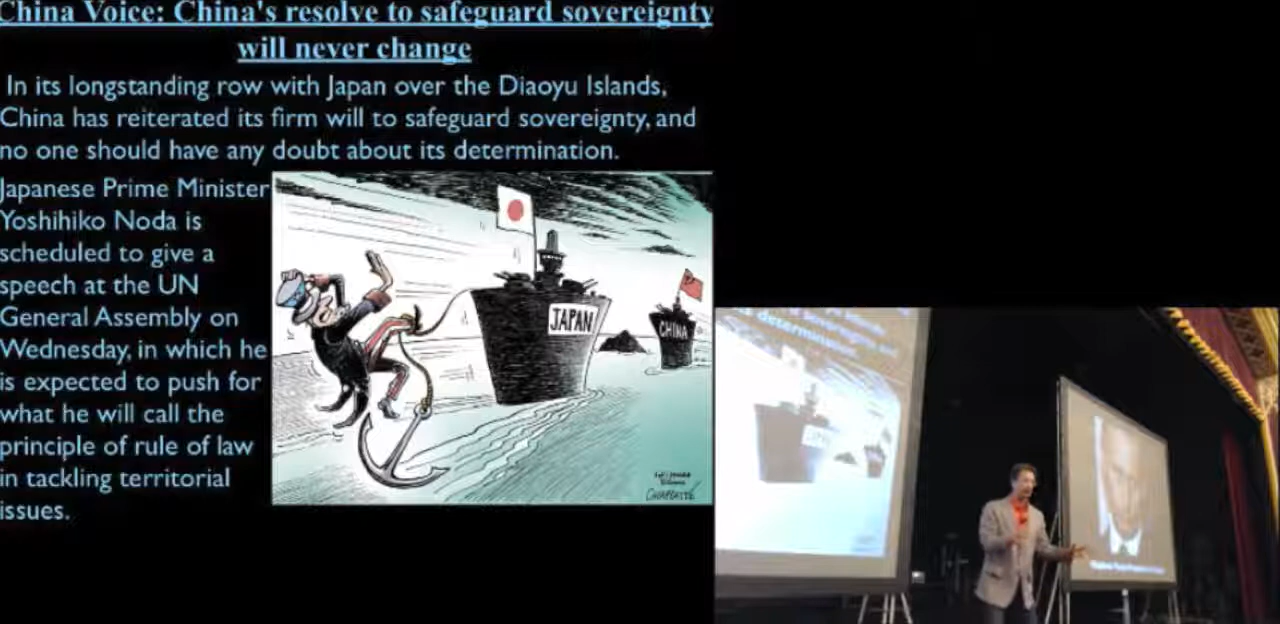 China Voice: China's resolve to safeguard sovereignty
will never change
In its longstanding row with Japan over the Diaoyu Islands,
China has reiterated its firm will to safeguard sovereignty, and
no one should have any doubt about its determination.
Japanese Prime Minister
Yoshihiko Noda is
scheduled to give a
speech at the UN
General Assembly on
Wednesday, in which he
is expected to push for
what he will call the
principle of rule of law
in tackling territorial
issues.
JAPAN
CHINA
CHAPPATTE
determination.
JAPAN